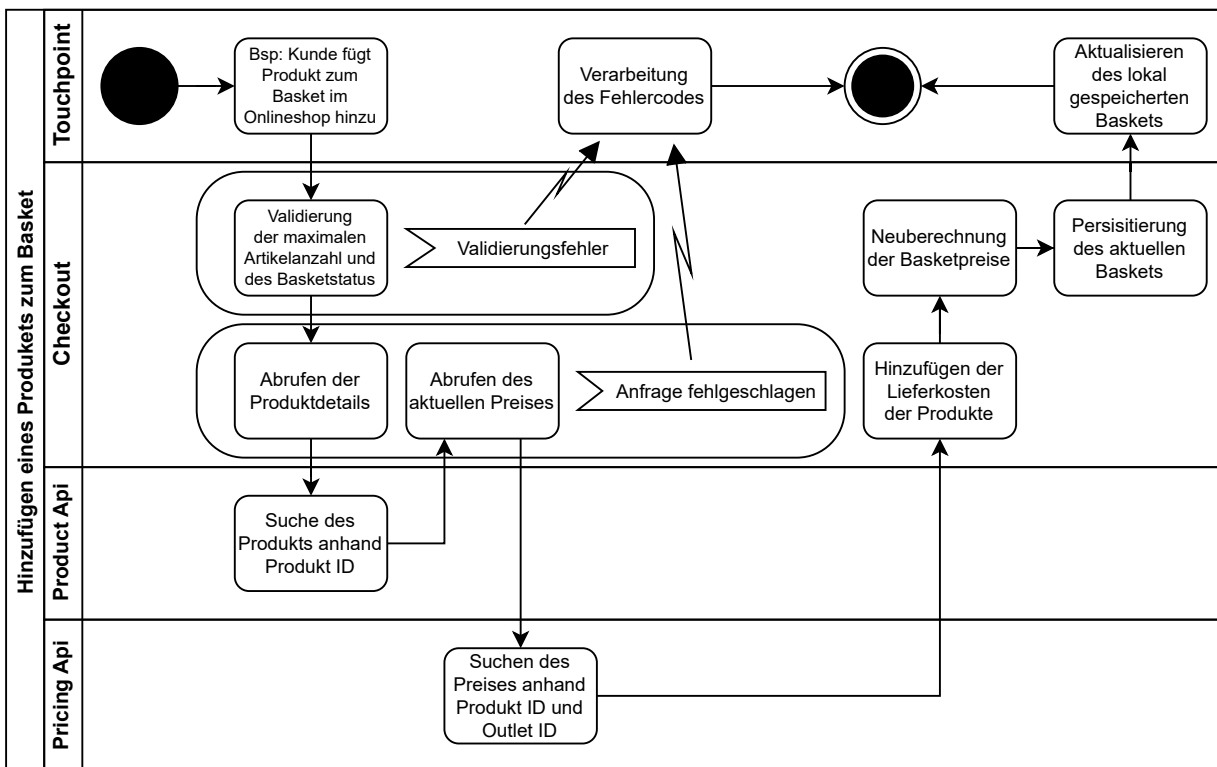 Hinzufügen eines Produkets zum Basket
Touchpoint
Bsp: Kunde fügt
Produkt zum
Basket im
Onlineshop hinzu
Verarbeitung
des Fehlercodes
Aktualisieren
des lokal
gespeicherten
Baskets
Checkout
Validierung
der maximalen
Artikelanzahl und
des Basketstatus
Validierungsfehler
Neuberechnung
der Basketpreise
Persisitierung
des aktuellen
Baskets
Abrufen der
Produktdetails
Abrufen des
aktuellen Preises
Anfrage fehlgeschlagen
Hinzufügen der
Lieferkosten
der Produkte
Product Api
Suche des
Produkts anhand
Produkt ID
Pricing Api
Suchen des
Preises anhand
Produkt ID und
Outlet ID